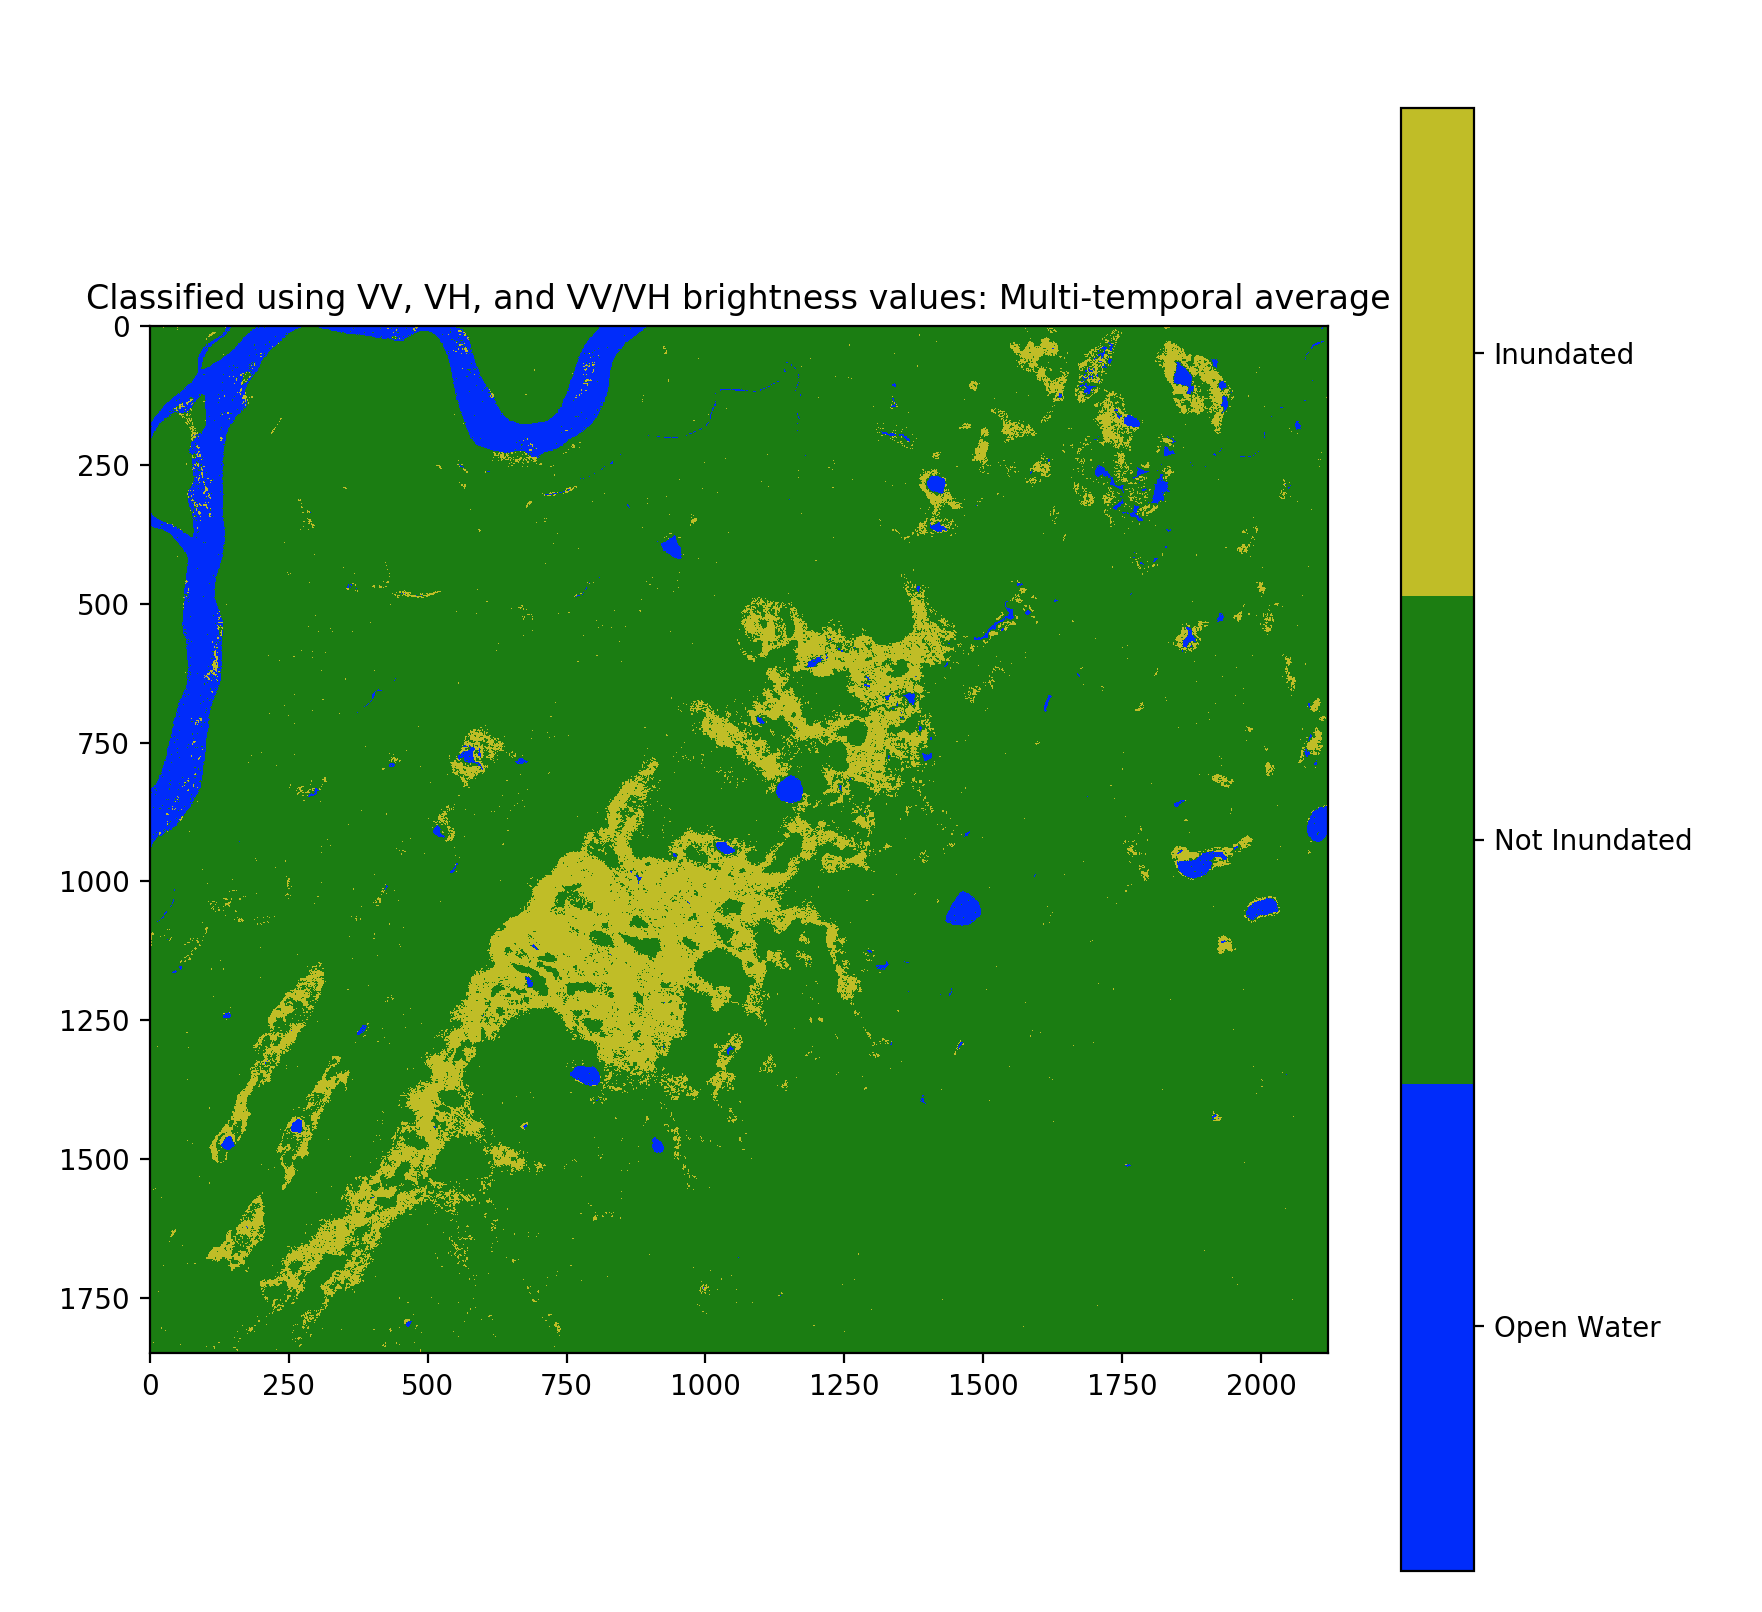 Classified using VV, VH, and VV/VH brightness values: Multi-temporal average
0
250
500
750
1000
1250
1500
1750
0 250 500 750 1000 1250 1500 1750 2000
Inundated
Not Inundated
Open Water